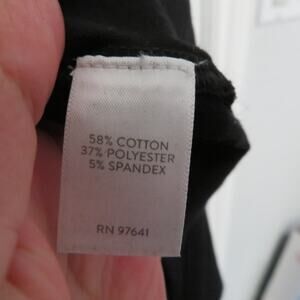 58% COTTON
37% POLYESTER
5% SPANDEX
RN 97641